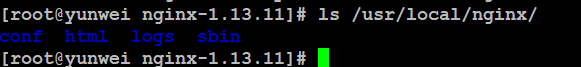 [root@yunwei nginx-1.13.11]# ls /usr/local/nginx/
conf html logs sbin
[root@yunwei nginx-1.13.11]#